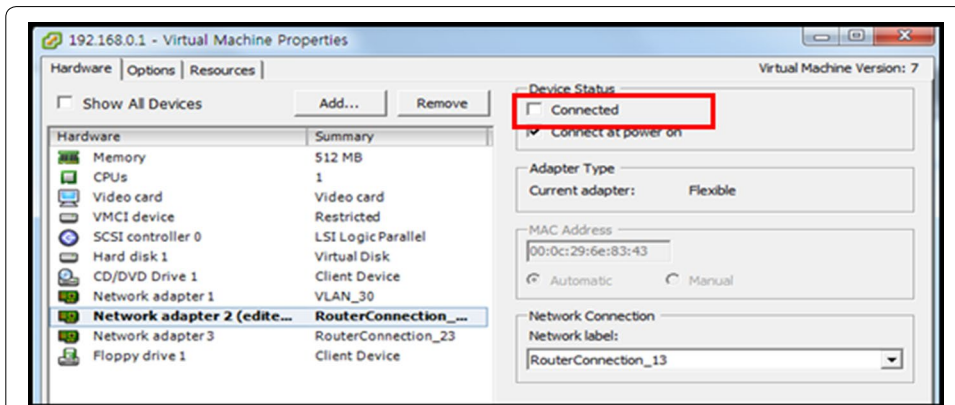 192.168.0.1 - Virtual Machine Properties
Hardware Options Resources
Virtual Machine Version: 7
Show All Devices
Add...
Remove
Hardware Summary
Memory 512 MB
CPUs 1
Video card Video card
VMCI device Restricted
SCSI controller 0 LSI Logic Parallel
Hard disk 1 Virtual Disk
CD/DVD Drive 1 Client Device
Network adapter 1 VLAN_30
Network adapter 2 (edite... RouterConnection_...
Network adapter 3 RouterConnection_23
Floppy drive 1 Client Device
Device Status
Connected
Connect at power on
Adapter Type
Current adapter: Flexible
MAC Address
00:0c:29:6e:83:43
Automatic Manual
Network Connection
Network label:
RouterConnection_13